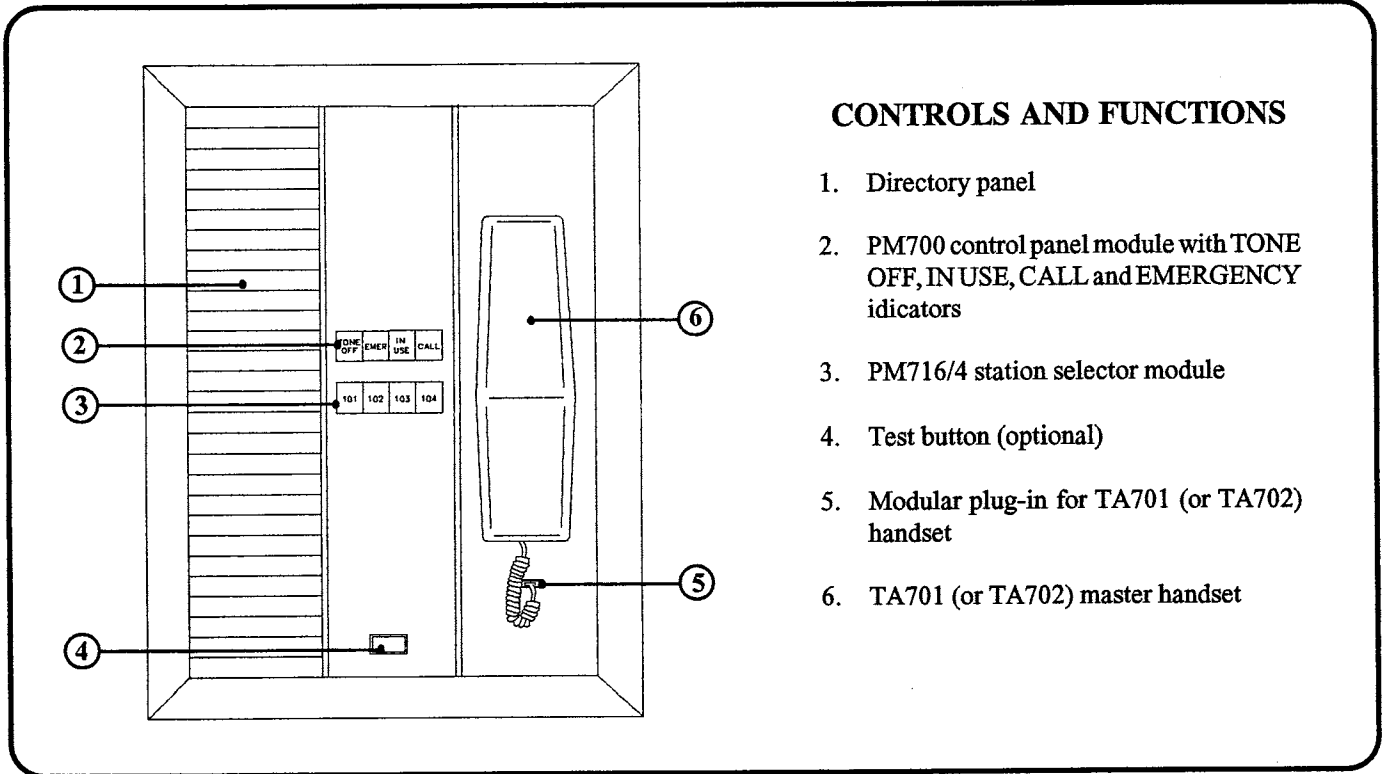 CONTROLS AND FUNCTIONS
1. Directory panel
2. PM700 control panel module with TONE
OFF, IN USE, CALL and EMERGENCY
idicators
3. PM716/4 station selector module
4. Test button (optional)
5. Modular plug-in for TA701 (or TA702)
handset
6. TA701 (or TA702) master handset
1
2
3
4
5
6
TONE
OFF
EMER
IN
USE
CALL
101 102 103 104